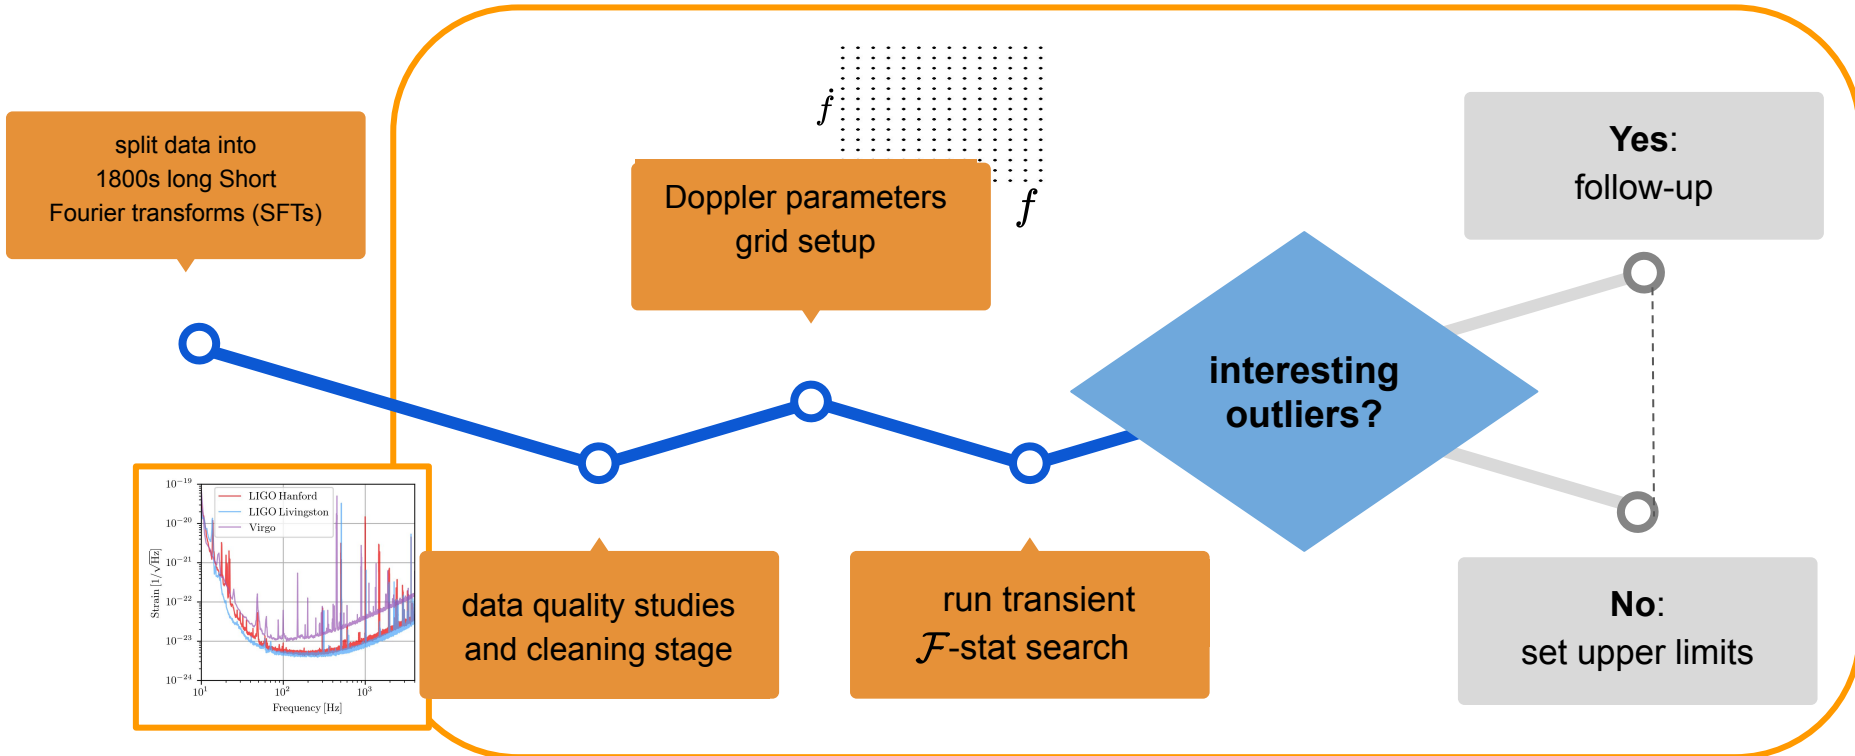 split data into
1800s long Short
Fourier transforms (SFTs)
ḟ
f
Doppler parameters
grid setup
Yes:
follow-up
interesting
outliers?
10⁻¹⁹
10⁻²⁰
10⁻²¹
10⁻²²
10⁻²³
10⁻²⁴
Strain [1/√Hz]
LIGO Hanford
LIGO Livingston
Virgo
10¹
10²
10³
Frequency [Hz]
data quality studies
and cleaning stage
run transient
ℱ-stat search
No:
set upper limits